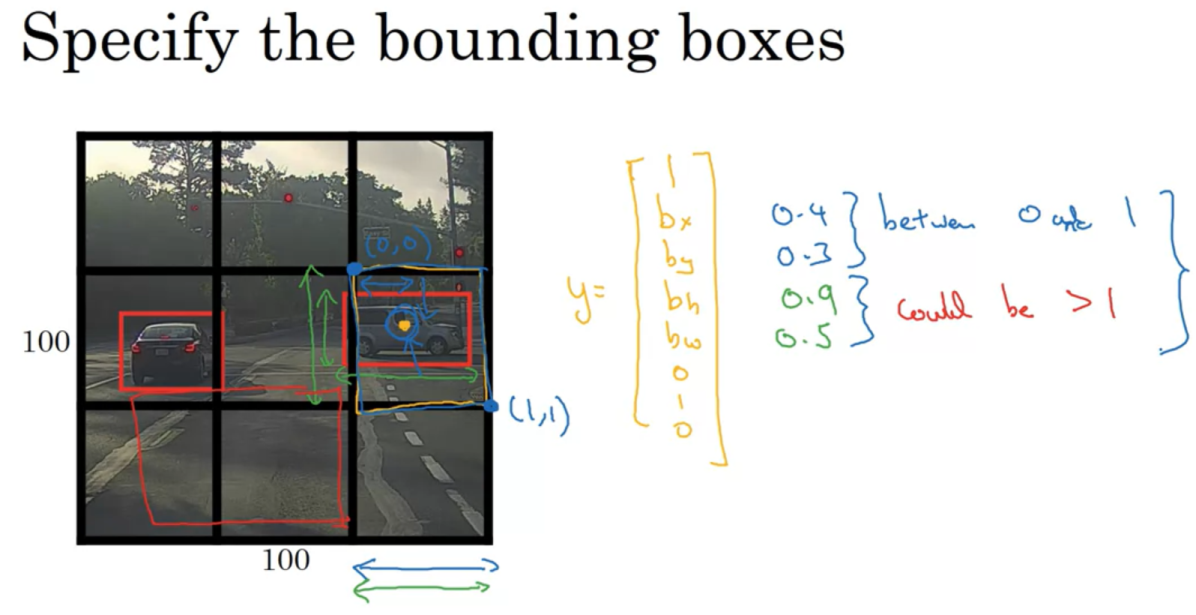 Specify the bounding boxes
(0,0)
100
(1,1)
100
y=
1
bx
by
bh
bw
0
1
0
0.4
0.3
between 0 and 1
0.9
0.5
could be >1